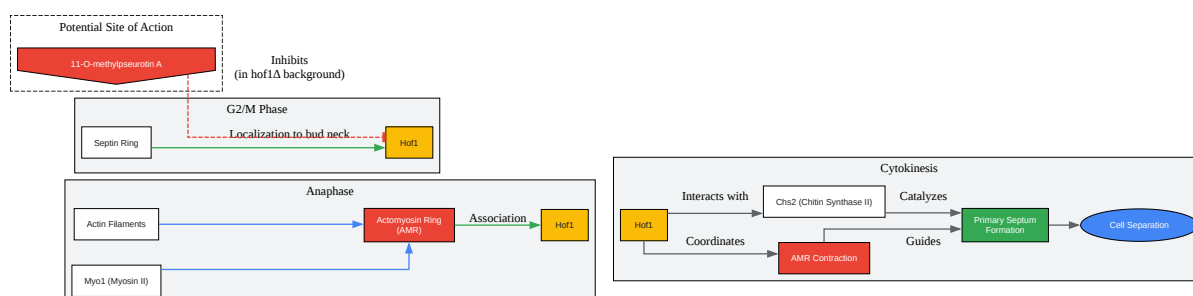 Potential Site of Action
11-O-methylpseurotin A
Inhibits
(in hof1Δ background)
G2/M Phase
Localization to bud neck
Septin Ring
Hof1
Anaphase
Actin Filaments
Actomyosin Ring
(AMR)
Association
Hof1
Myo1 (Myosin II)
Cytokinesis
Interacts with
Chs2 (Chitin Synthase II)
Catalyzes
Hof1
Primary Septum
Formation
Cell Separation
Coordinates
Guides
AMR Contraction